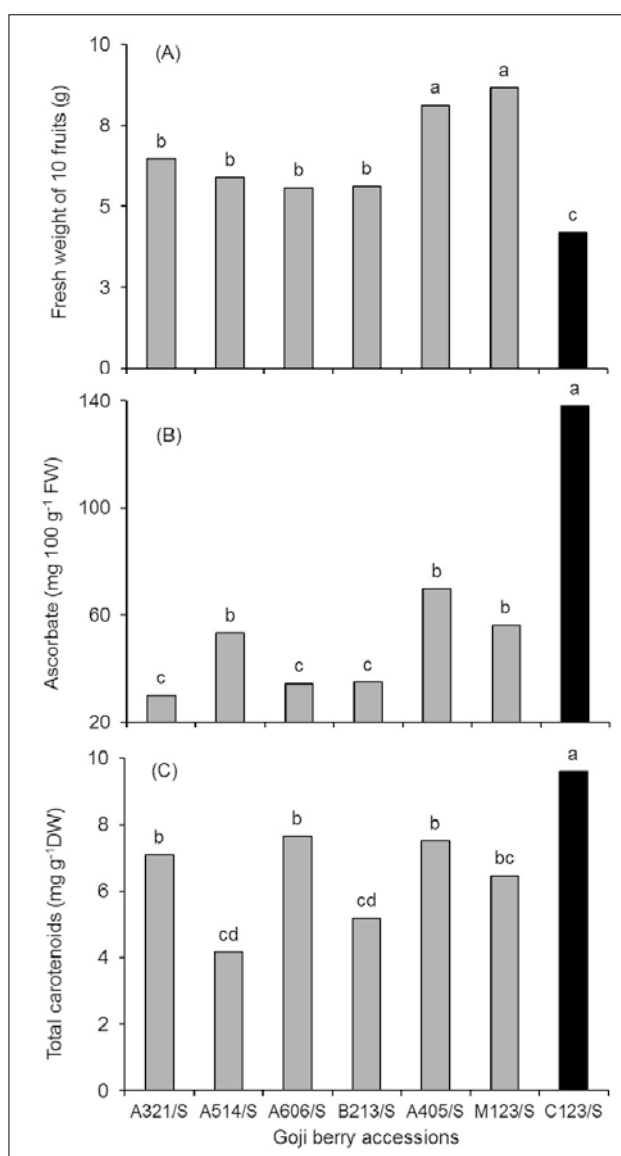 (A)
Fresh weight of 10 fruits (g)
10
8
5
3
0
b
b
b
b
a
a
c
(B)
Ascorbate (mg 100 g⁻¹ FW)
140
100
60
20
c
b
c
c
b
b
a
(C)
Total carotenoids (mg g⁻¹DW)
10
8
6
4
2
0
b
cd
b
cd
b
bc
a
A321/S A514/S A606/S B213/S A405/S M123/S C123/S
Goji berry accessions